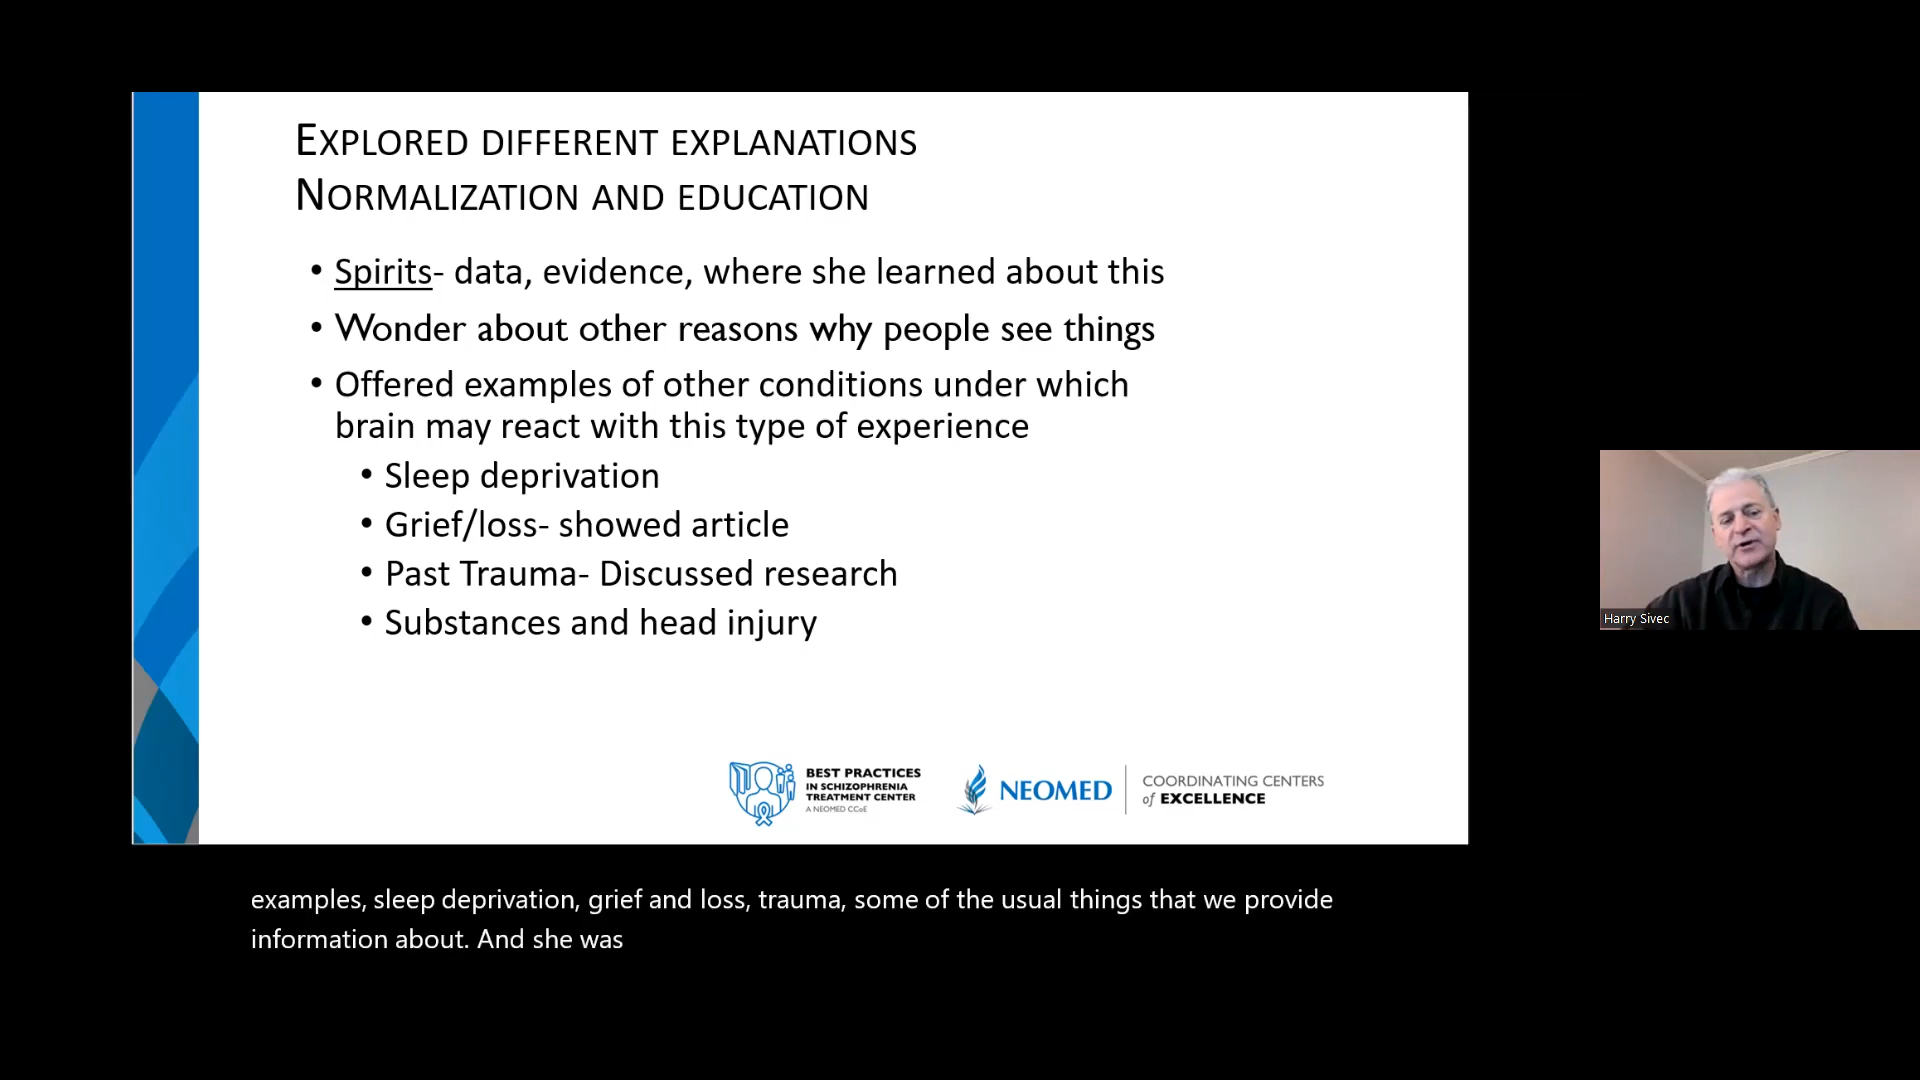 EXPLORED DIFFERENT EXPLANATIONS
NORMALIZATION AND EDUCATION
• Spirits- data, evidence, where she learned about this
• Wonder about other reasons why people see things
• Offered examples of other conditions under which
brain may react with this type of experience
• Sleep deprivation
• Grief/loss- showed article
• Past Trauma- Discussed research
• Substances and head injury
BEST PRACTICES
IN SCHIZOPHRENIA
TREATMENT CENTER
A NEOMED CCoE
NEOMED
COORDINATING CENTERS
of EXCELLENCE
Harry Sivec
examples, sleep deprivation, grief and loss, trauma, some of the usual things that we provide
information about. And she was